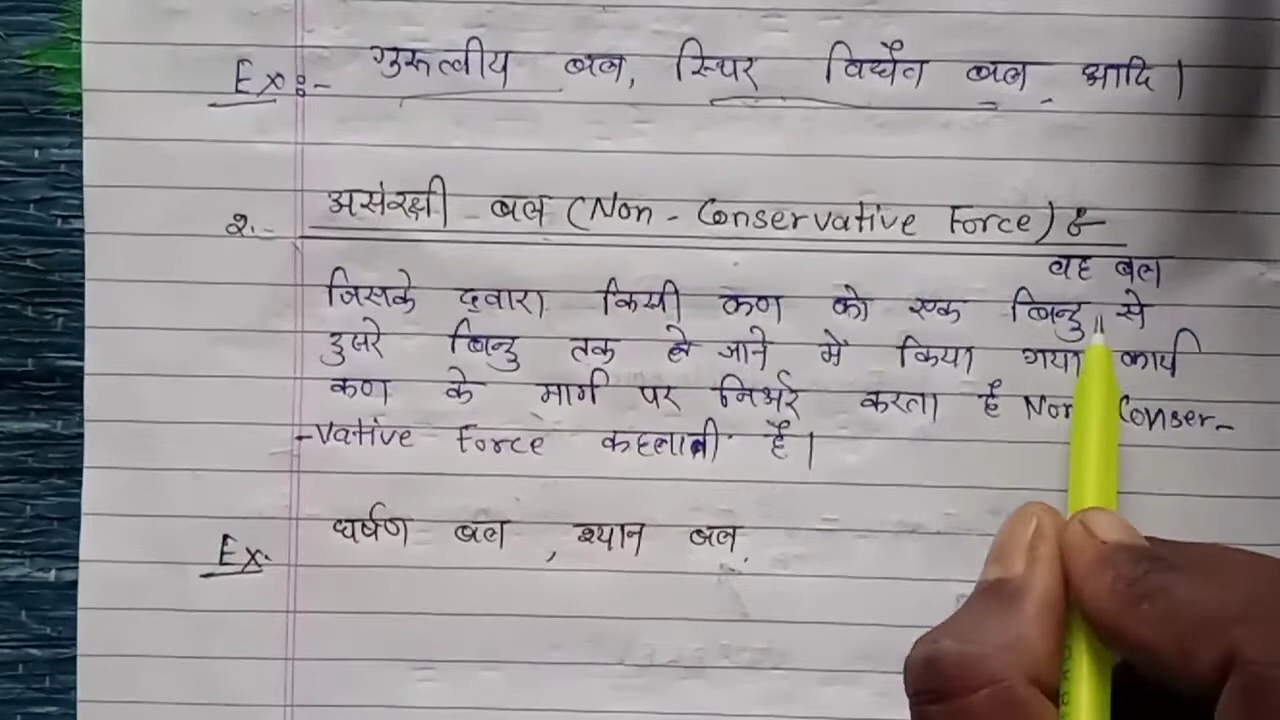 Ex:- गुरुत्वीय बल, स्थिर विद्युत बल आदि।
२.- असंरक्षी बल (Non-Conservative Force) :-
वह बल
जिसके द्वारा किसी कण को एक बिन्दु से
दुसरे बिन्दु तक ले जाने में किया गया कार्य
कण के मार्ग पर निर्भर करता है Non Conser-
-vative Force कहलाती है।
Ex. घर्षण बल, श्यान बल.